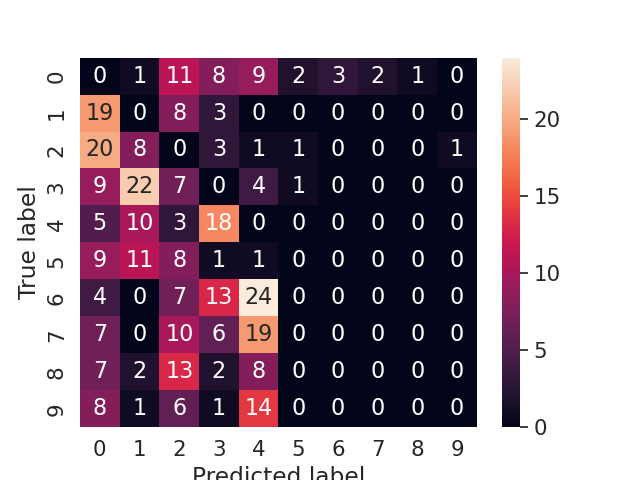 0 0 1 11 8 9 2 3 2 1 0
1 19 0 8 3 0 0 0 0 0 0 20
2 20 8 0 3 1 1 0 0 0 1
3 9 22 7 0 4 1 0 0 0 0 15
4 5 10 3 18 0 0 0 0 0 0
5 9 11 8 1 1 0 0 0 0 0 10
6 4 0 7 13 24 0 0 0 0 0
7 7 0 10 6 19 0 0 0 0 0 5
8 7 2 13 2 8 0 0 0 0 0
9 8 1 6 1 14 0 0 0 0 0 0
True label
0 1 2 3 4 5 6 7 8 9
Predicted label